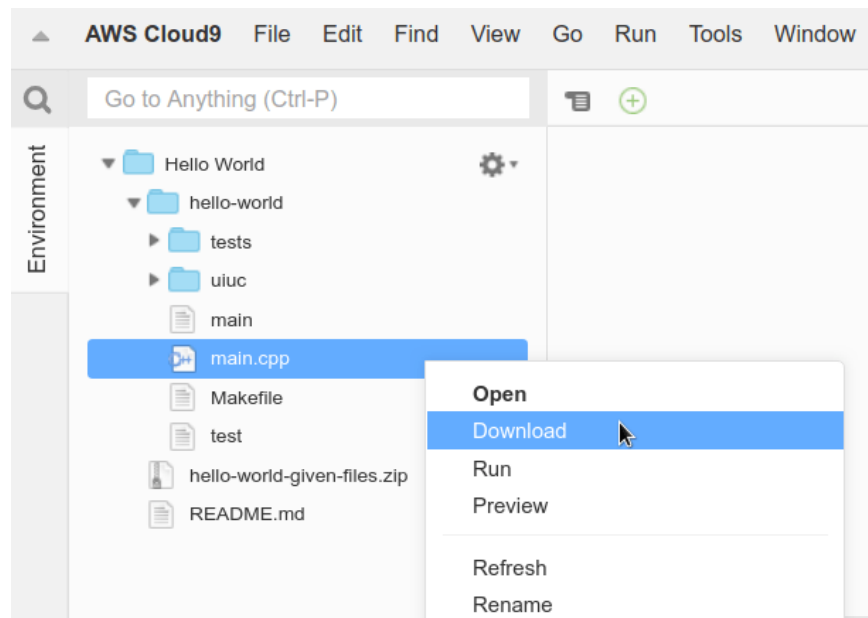 AWS Cloud9 File Edit Find View Go Run Tools Window
Go to Anything (Ctrl-P)
Environment
Hello World
hello-world
tests
uiuc
main
main.cpp
Makefile
test
hello-world-given-files.zip
README.md
Open
Download
Run
Preview
Refresh
Rename